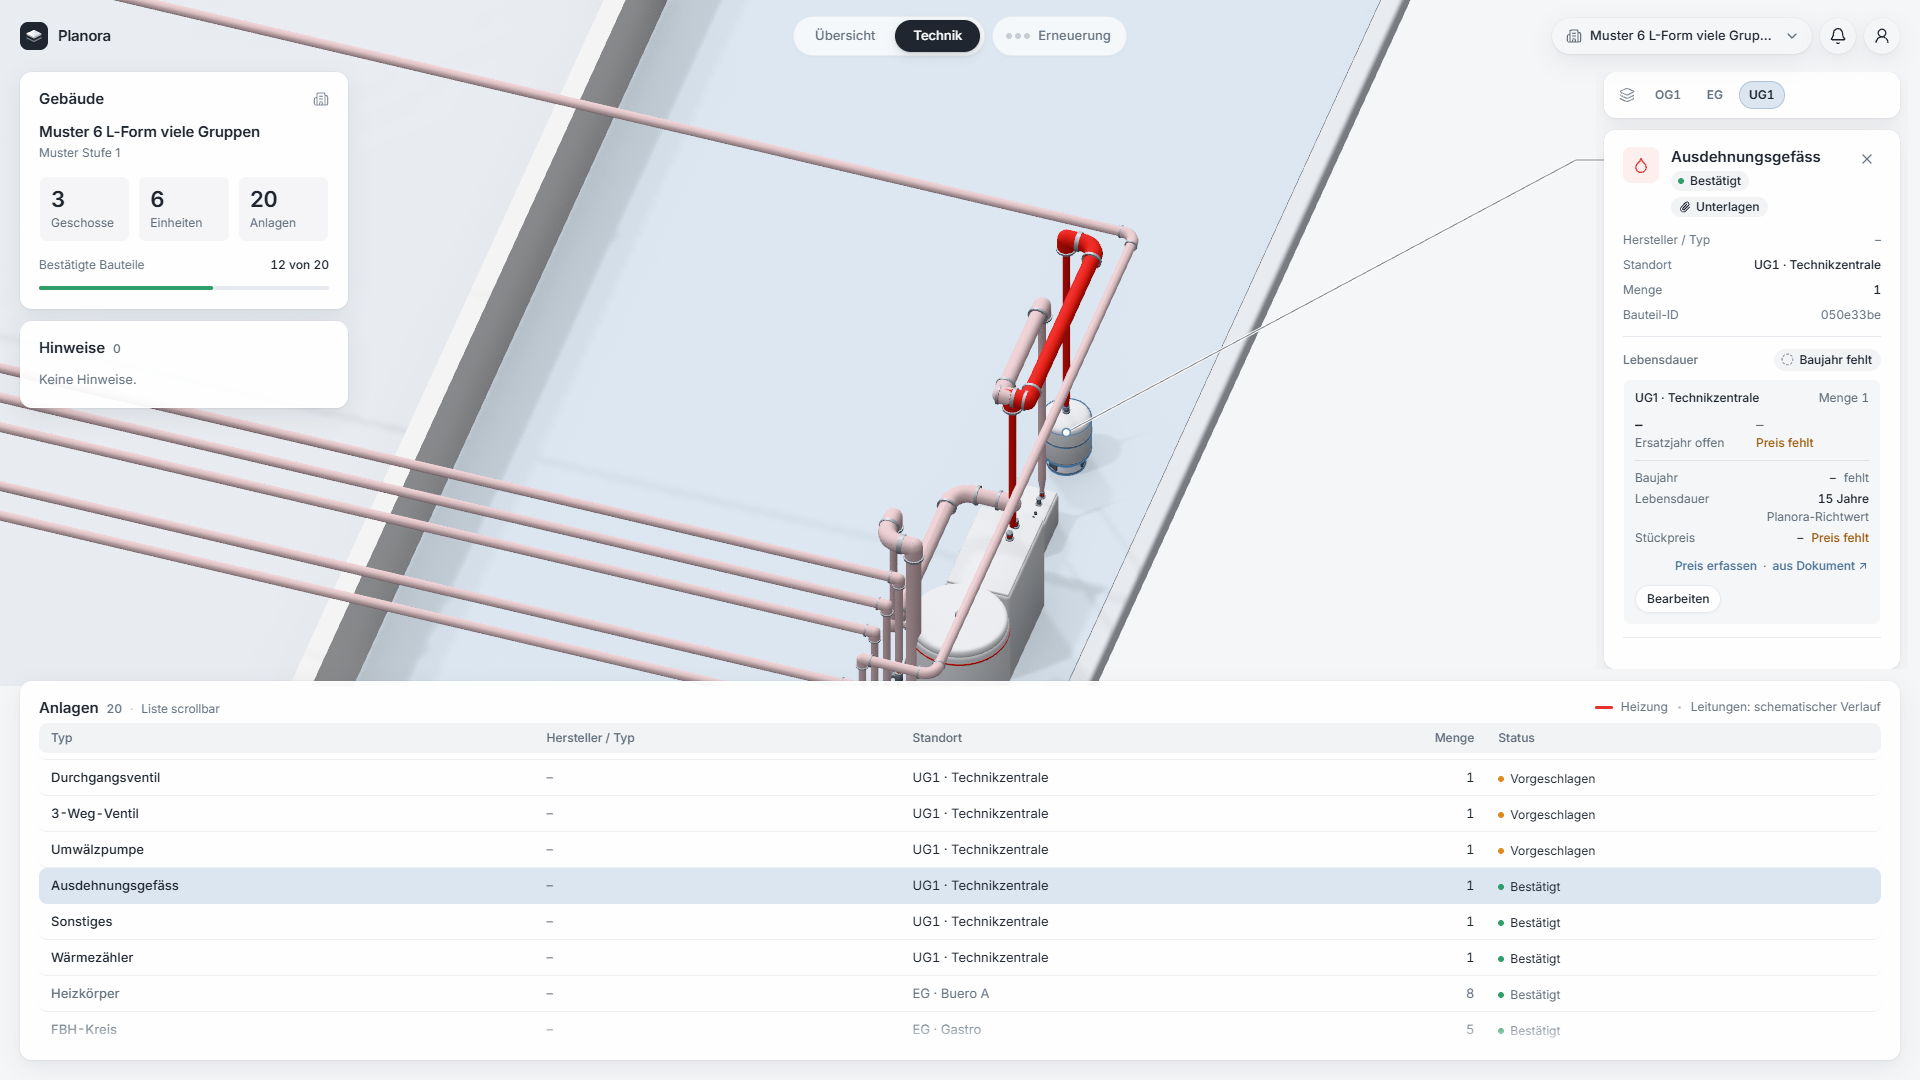 Planora
Übersicht
Technik
Erneuerung
Muster 6 L-Form viele Grup...
Gebäude
Muster 6 L-Form viele Gruppen
Muster Stufe 1
3 6 20
Geschosse Einheiten Anlagen
Bestätigte Bauteile 12 von 20
Hinweise 0
Keine Hinweise.
OG1 EG UG1
Ausdehnungsgefäss
Bestätigt
Unterlagen
Hersteller / Typ –
Standort UG1 · Technikzentrale
Menge 1
Bauteil-ID 050e33be
Lebensdauer Baujahr fehlt
UG1 · Technikzentrale Menge 1
– –
Ersatzjahr offen Preis fehlt
Baujahr – fehlt
Lebensdauer 15 Jahre
Planora-Richtwert
Stückpreis – Preis fehlt
Preis erfassen · aus Dokument ↗
Bearbeiten
Anlagen 20 · Liste scrollbar
Heizung · Leitungen: schematischer Verlauf
Typ Hersteller / Typ Standort Menge Status
Durchgangsventil – UG1 · Technikzentrale 1 Vorgeschlagen
3-Weg-Ventil – UG1 · Technikzentrale 1 Vorgeschlagen
Umwälzpumpe – UG1 · Technikzentrale 1 Vorgeschlagen
Ausdehnungsgefäss – UG1 · Technikzentrale 1 Bestätigt
Sonstiges – UG1 · Technikzentrale 1 Bestätigt
Wärmezähler – UG1 · Technikzentrale 1 Bestätigt
Heizkörper – EG · Buero A 8 Bestätigt
FBH-Kreis – EG · Gastro 5 Bestätigt